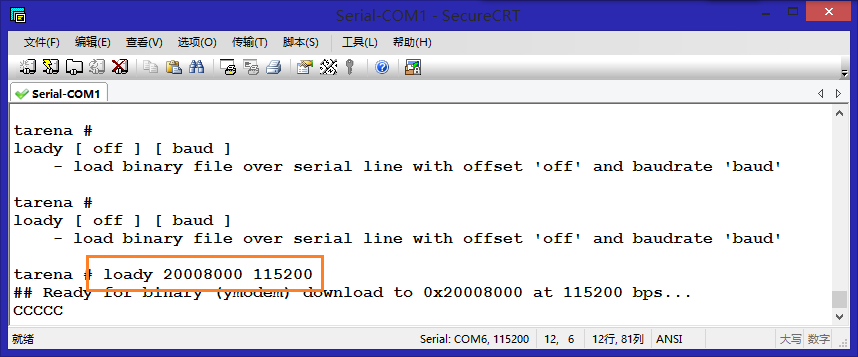 Serial-COM1 - SecureCRT
文件(F) 编辑(E) 查看(V) 选项(O) 传输(T) 脚本(S) 工具(L) 帮助(H)
Serial-COM1
tarena #
loady [ off ] [ baud ]
- load binary file over serial line with offset 'off' and baudrate 'baud'
tarena #
loady [ off ] [ baud ]
- load binary file over serial line with offset 'off' and baudrate 'baud'
tarena # loady 20008000 115200
## Ready for binary (ymodem) download to 0x20008000 at 115200 bps...
CCCCC
就绪 Serial: COM6, 115200 12, 6 12行, 81列 ANSI 大写 数字